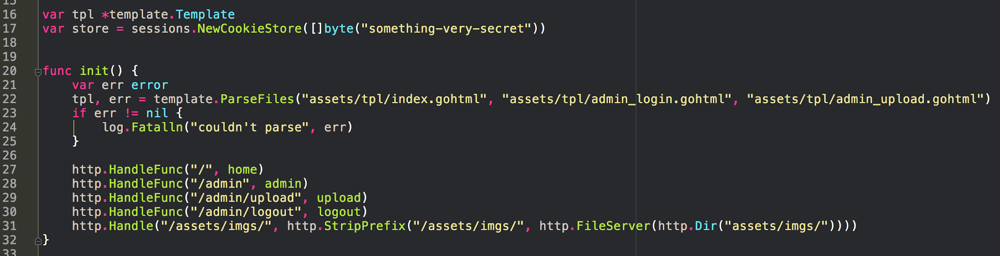 15
16 var tpl *template.Template
17 var store = sessions.NewCookieStore([]byte("something-very-secret"))
18
19
20 func init() {
21 var err error
22 tpl, err = template.ParseFiles("assets/tpl/index.gohtml", "assets/tpl/admin_login.gohtml", "assets/tpl/admin_upload.gohtml")
23 if err != nil {
24 log.Fatalln("couldn't parse", err)
25 }
26
27 http.HandleFunc("/", home)
28 http.HandleFunc("/admin", admin)
29 http.HandleFunc("/admin/upload", upload)
30 http.HandleFunc("/admin/logout", logout)
31 http.Handle("/assets/imgs/", http.StripPrefix("/assets/imgs/", http.FileServer(http.Dir("assets/imgs/"))))
32 }
33